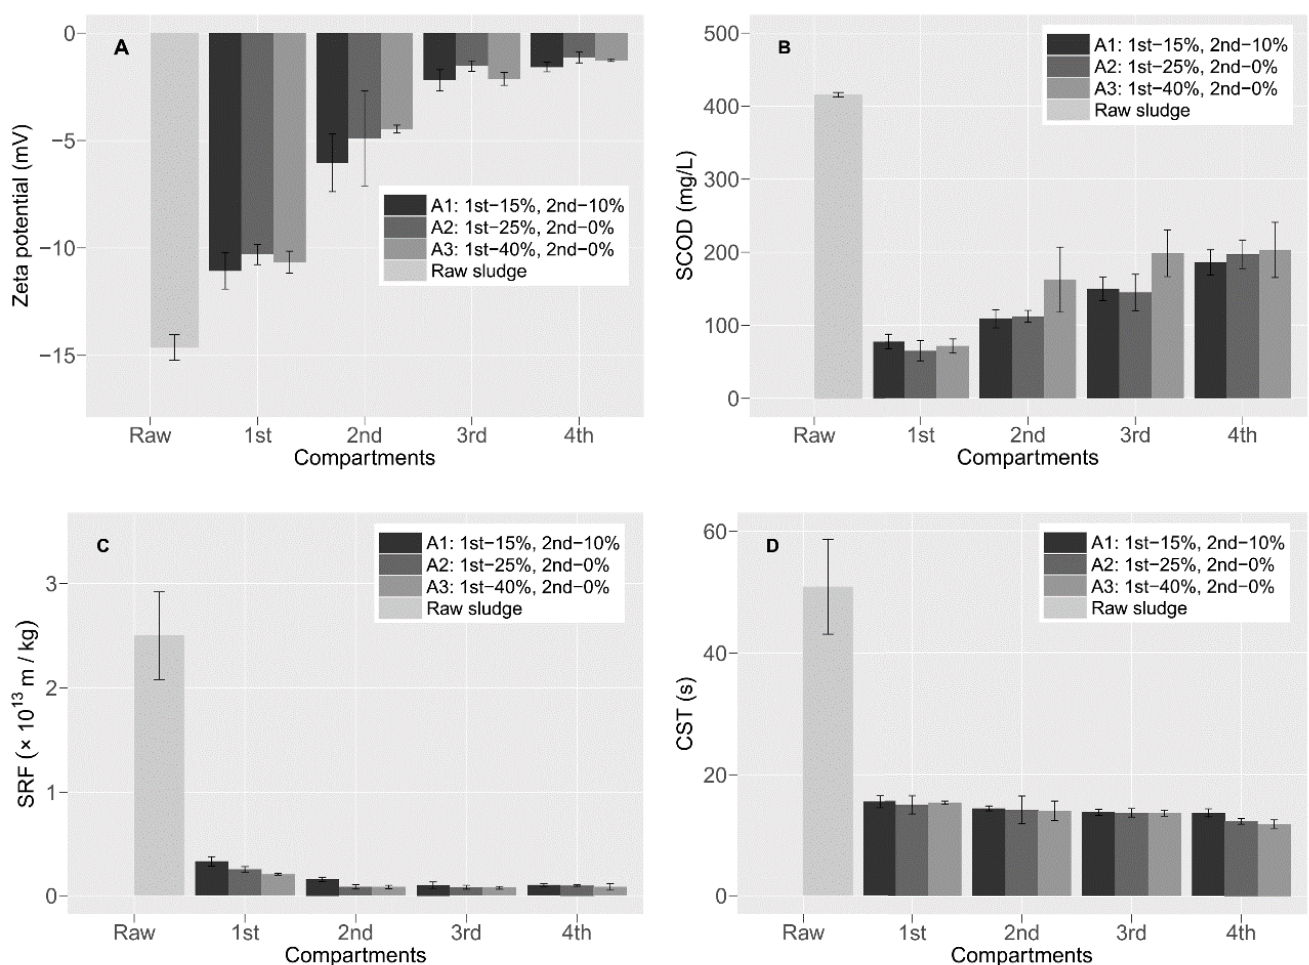 A
Zeta potential (mV)
0
−5
−10
−15
A1: 1st−15%, 2nd−10%
A2: 1st−25%, 2nd−0%
A3: 1st−40%, 2nd−0%
Raw sludge
Raw 1st 2nd 3rd 4th
Compartments
B
SCOD (mg/L)
500
400
300
200
100
0
A1: 1st−15%, 2nd−10%
A2: 1st−25%, 2nd−0%
A3: 1st−40%, 2nd−0%
Raw sludge
Raw 1st 2nd 3rd 4th
Compartments
C
SRF (× 10¹³ m / kg)
3
2
1
0
A1: 1st−15%, 2nd−10%
A2: 1st−25%, 2nd−0%
A3: 1st−40%, 2nd−0%
Raw sludge
Raw 1st 2nd 3rd 4th
Compartments
D
CST (s)
60
40
20
0
A1: 1st−15%, 2nd−10%
A2: 1st−25%, 2nd−0%
A3: 1st−40%, 2nd−0%
Raw sludge
Raw 1st 2nd 3rd 4th
Compartments